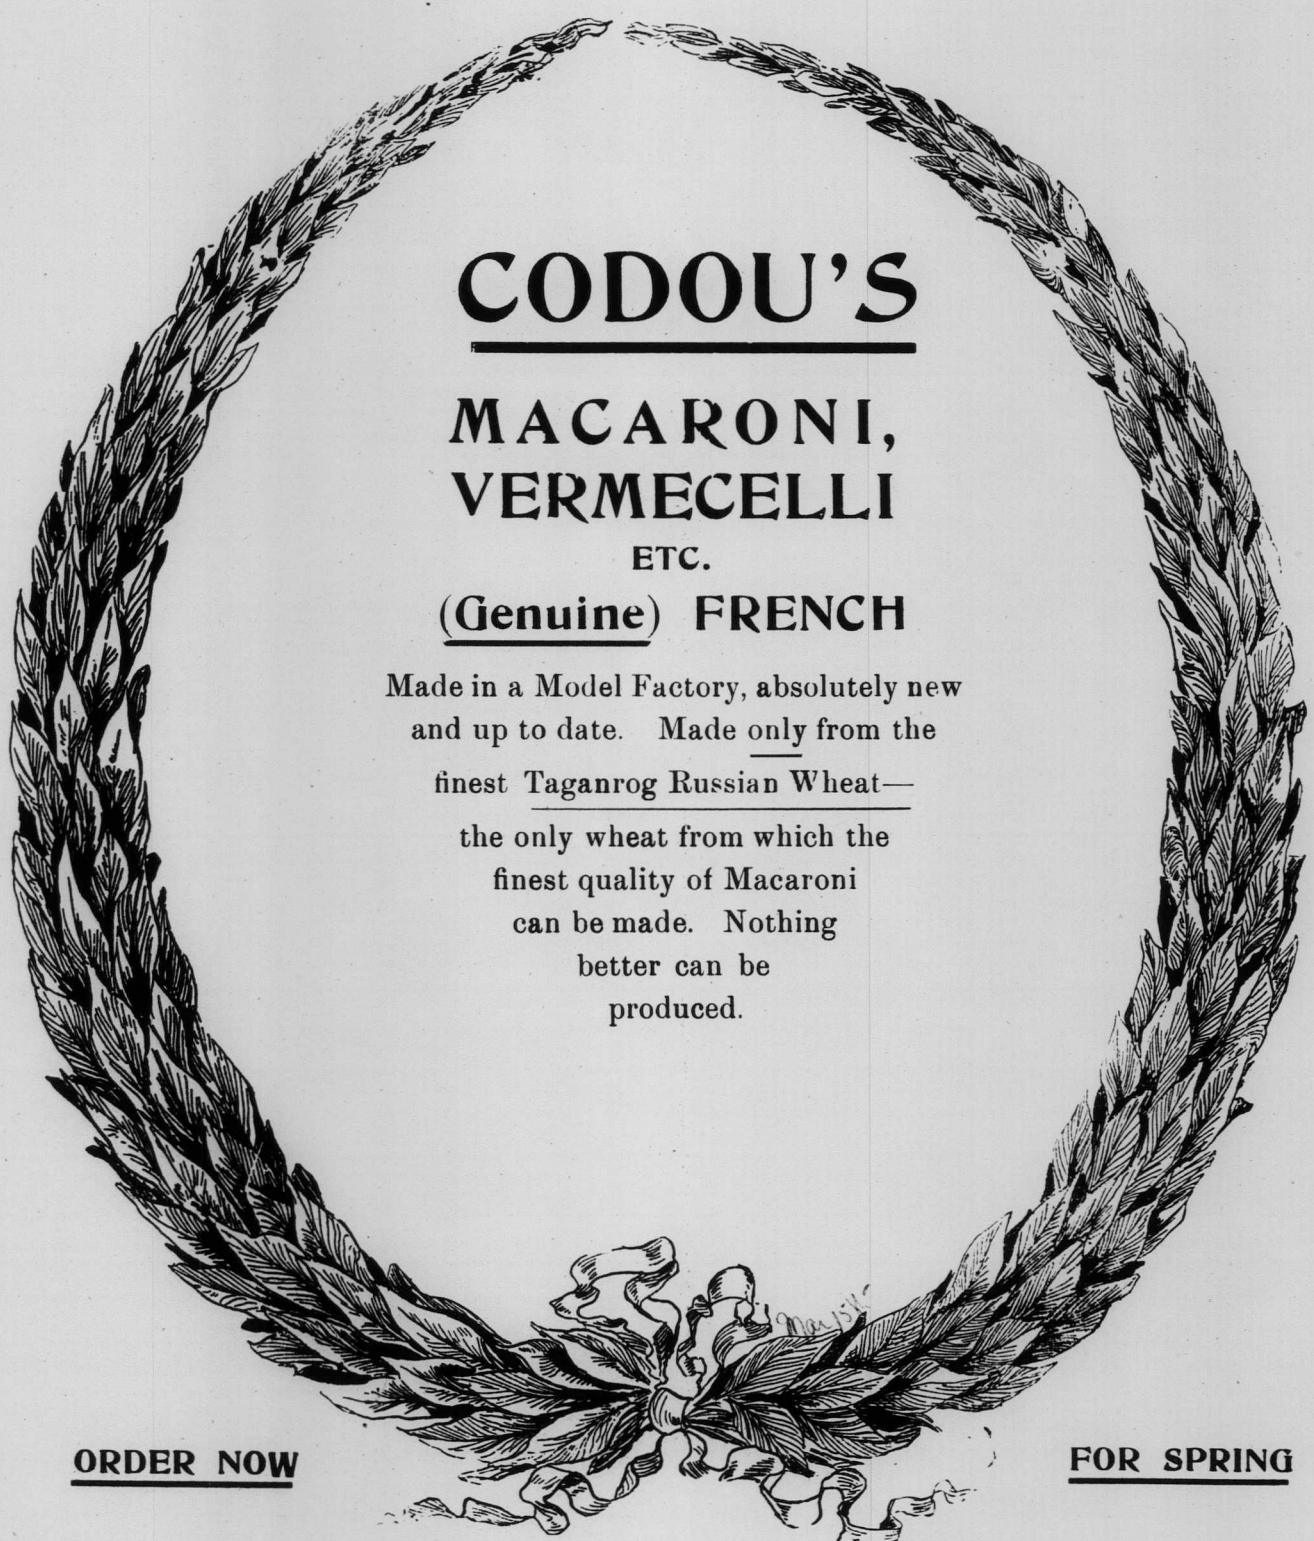 CODOU'S
MACARONI,
VERMECELLI
ETC.
(Genuine) FRENCH
Made in a Model Factory, absolutely new
and up to date. Made only from the
finest Taganrog Russian Wheat—
the only wheat from which the
finest quality of Macaroni
can be made. Nothing
better can be
produced.
ORDER NOW
FOR SPRING